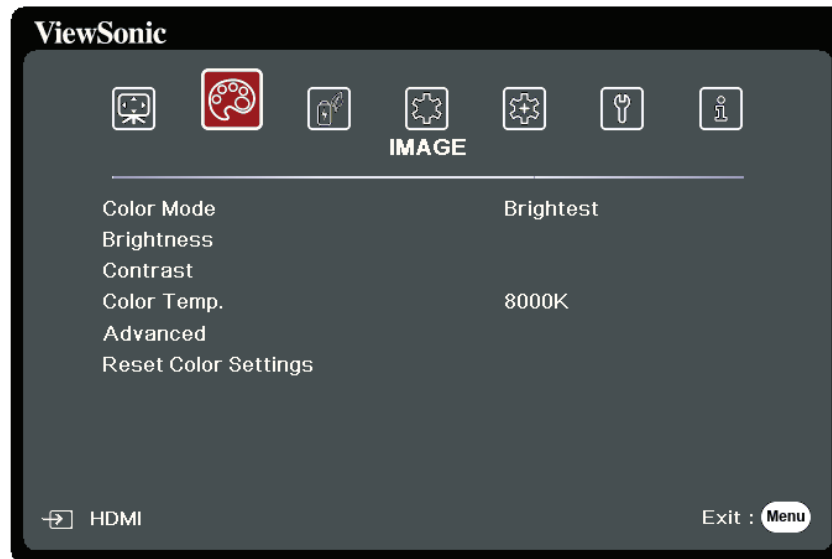 ViewSonic
IMAGE
Color Mode Brightest
Brightness
Contrast
Color Temp. 8000K
Advanced
Reset Color Settings
HDMI Exit : Menu